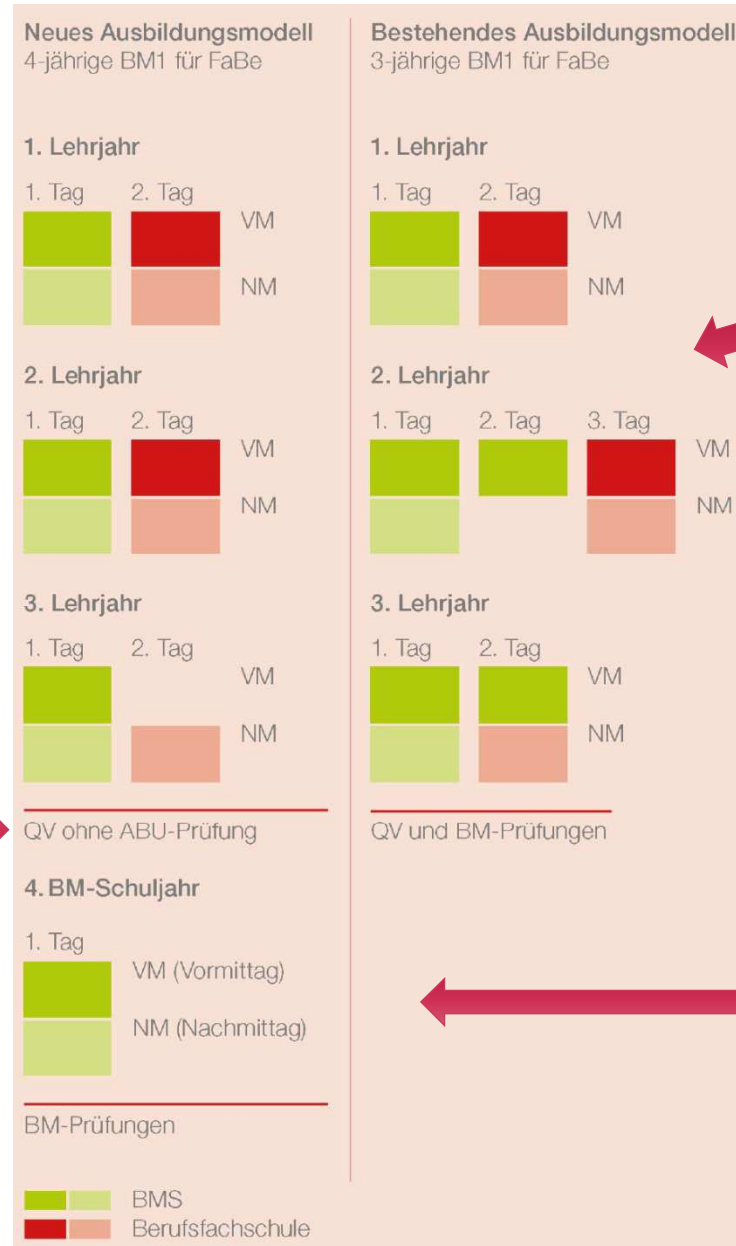 Neues Ausbildungsmodell
4-jährige BM1 für FaBe
1. Lehrjahr
1. Tag 2. Tag
VM
NM
2. Lehrjahr
1. Tag 2. Tag
VM
NM
3. Lehrjahr
1. Tag 2. Tag
VM
NM
QV ohne ABU-Prüfung
4. BM-Schuljahr
1. Tag
VM (Vormittag)
NM (Nachmittag)
BM-Prüfungen
BMS
Berufsfachschule
Bestehendes Ausbildungsmodell
3-jährige BM1 für FaBe
1. Lehrjahr
1. Tag 2. Tag
VM
NM
2. Lehrjahr
1. Tag 2. Tag 3. Tag
VM
NM
3. Lehrjahr
1. Tag 2. Tag
VM
NM
QV und BM-Prüfungen